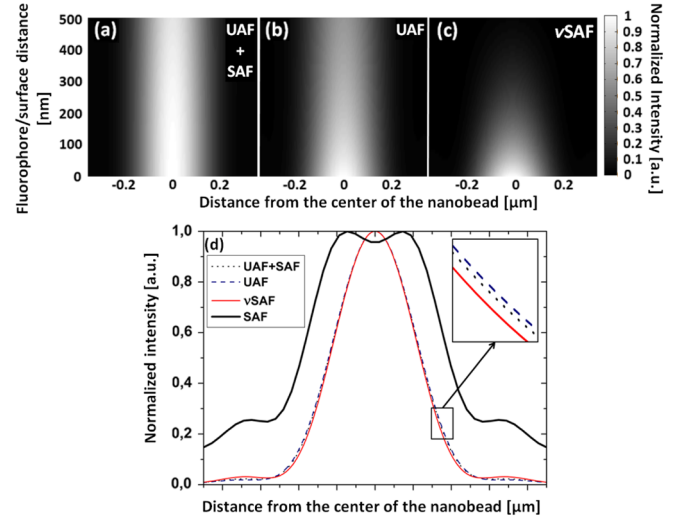 (a)
UAF
+
SAF
(b)
UAF
(c)
vSAF
Fluorophore/surface distance
[nm]
500
400
300
200
100
0
-0.2
0
0.2
-0.2
0
0.2
-0.2
0
0.2
Distance from the center of the nanobead [μm]
1
0.9
0.8
0.7
0.6
0.5
0.4
0.3
0.2
0.1
0
Normalized Intensity [a.u.]
(d)
UAF+SAF
UAF
νSAF
SAF
Normalized intensity [a.u.]
1,0
0,8
0,6
0,4
0,2
0,0
Distance from the center of the nanobead [μm]